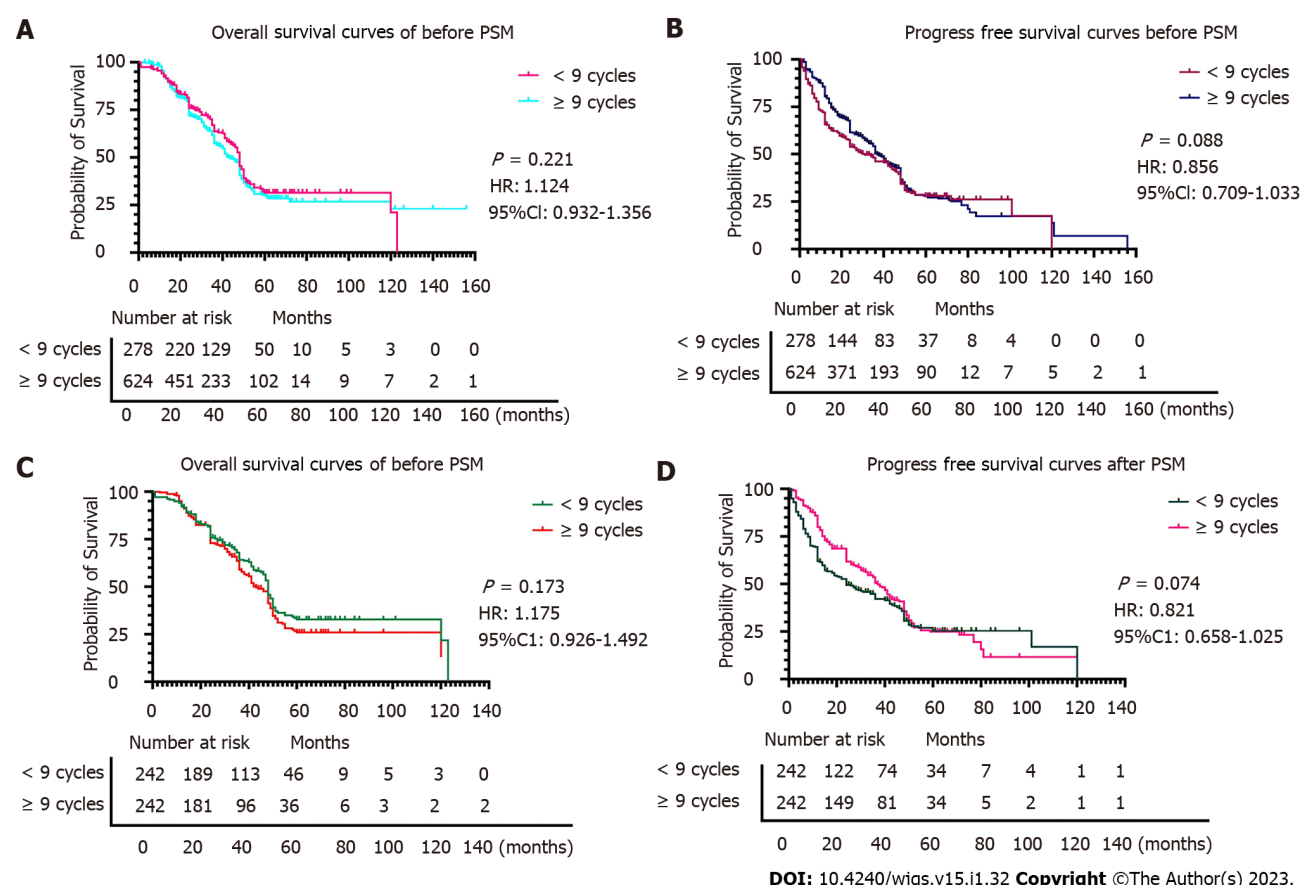 A
Overall survival curves of before PSM
Probability of Survival
100
75
50
25
0
< 9 cycles
≥ 9 cycles
P = 0.221
HR: 1.124
95%CI: 0.932-1.356
0 20 40 60 80 100 120 140 160
Number at risk Months
< 9 cycles 278 220 129 50 10 5 3 0 0
≥ 9 cycles 624 451 233 102 14 9 7 2 1
0 20 40 60 80 100 120 140 160 (months)
B
Progress free survival curves before PSM
Probability of Survival
100
75
50
25
0
< 9 cycles
≥ 9 cycles
P = 0.088
HR: 0.856
95%CI: 0.709-1.033
0 20 40 60 80 100 120 140 160
Number at risk Months
< 9 cycles 278 144 83 37 8 4 0 0 0
≥ 9 cycles 624 371 193 90 12 7 5 2 1
0 20 40 60 80 100 120 140 160 (months)
C
Overall survival curves of before PSM
Probability of Survival
100
75
50
25
0
< 9 cycles
≥ 9 cycles
P = 0.173
HR: 1.175
95%C1: 0.926-1.492
0 20 40 60 80 100 120 140
Number at risk Months
< 9 cycles 242 189 113 46 9 5 3 0
≥ 9 cycles 242 181 96 36 6 3 2 2
0 20 40 60 80 100 120 140 (months)
D
Progress free survival curves after PSM
Probability of Survival
100
75
50
25
0
< 9 cycles
≥ 9 cycles
P = 0.074
HR: 0.821
95%C1: 0.658-1.025
0 20 40 60 80 100 120 140
Number at risk Months
< 9 cycles 242 122 74 34 7 4 1 1
≥ 9 cycles 242 149 81 34 5 2 1 1
0 20 40 60 80 100 120 140 (months)
DOI: 10.4240/wjgs.v15.i1.32 Copyright ©The Author(s) 2023.